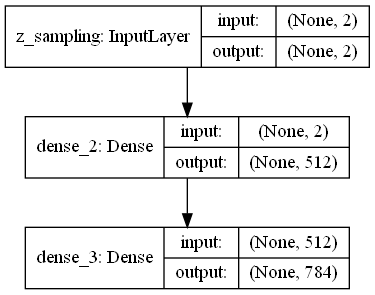 z_sampling: InputLayer
input: (None, 2)
output: (None, 2)
dense_2: Dense
input: (None, 2)
output: (None, 512)
dense_3: Dense
input: (None, 512)
output: (None, 784)